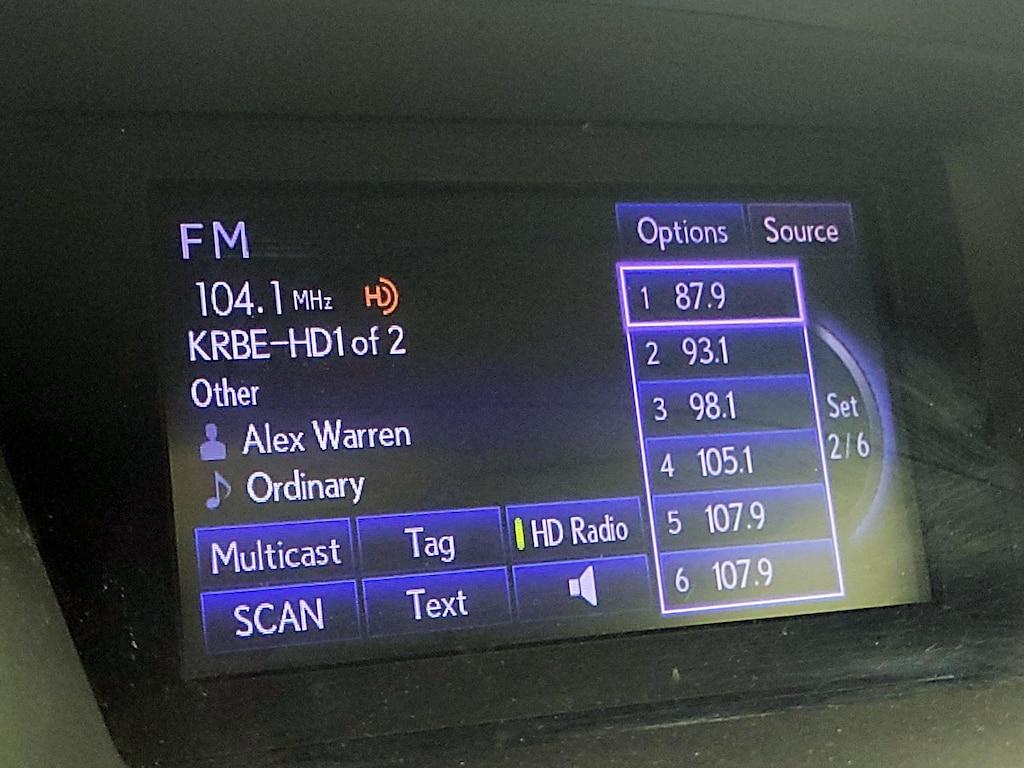 FM
104.1 MHz HD
KRBE-HD1 of 2
Other
Alex Warren
Ordinary
Multicast Tag HD Radio
SCAN Text
Options Source
1 87.9
2 93.1
3 98.1
4 105.1
5 107.9
6 107.9
Set
2/6